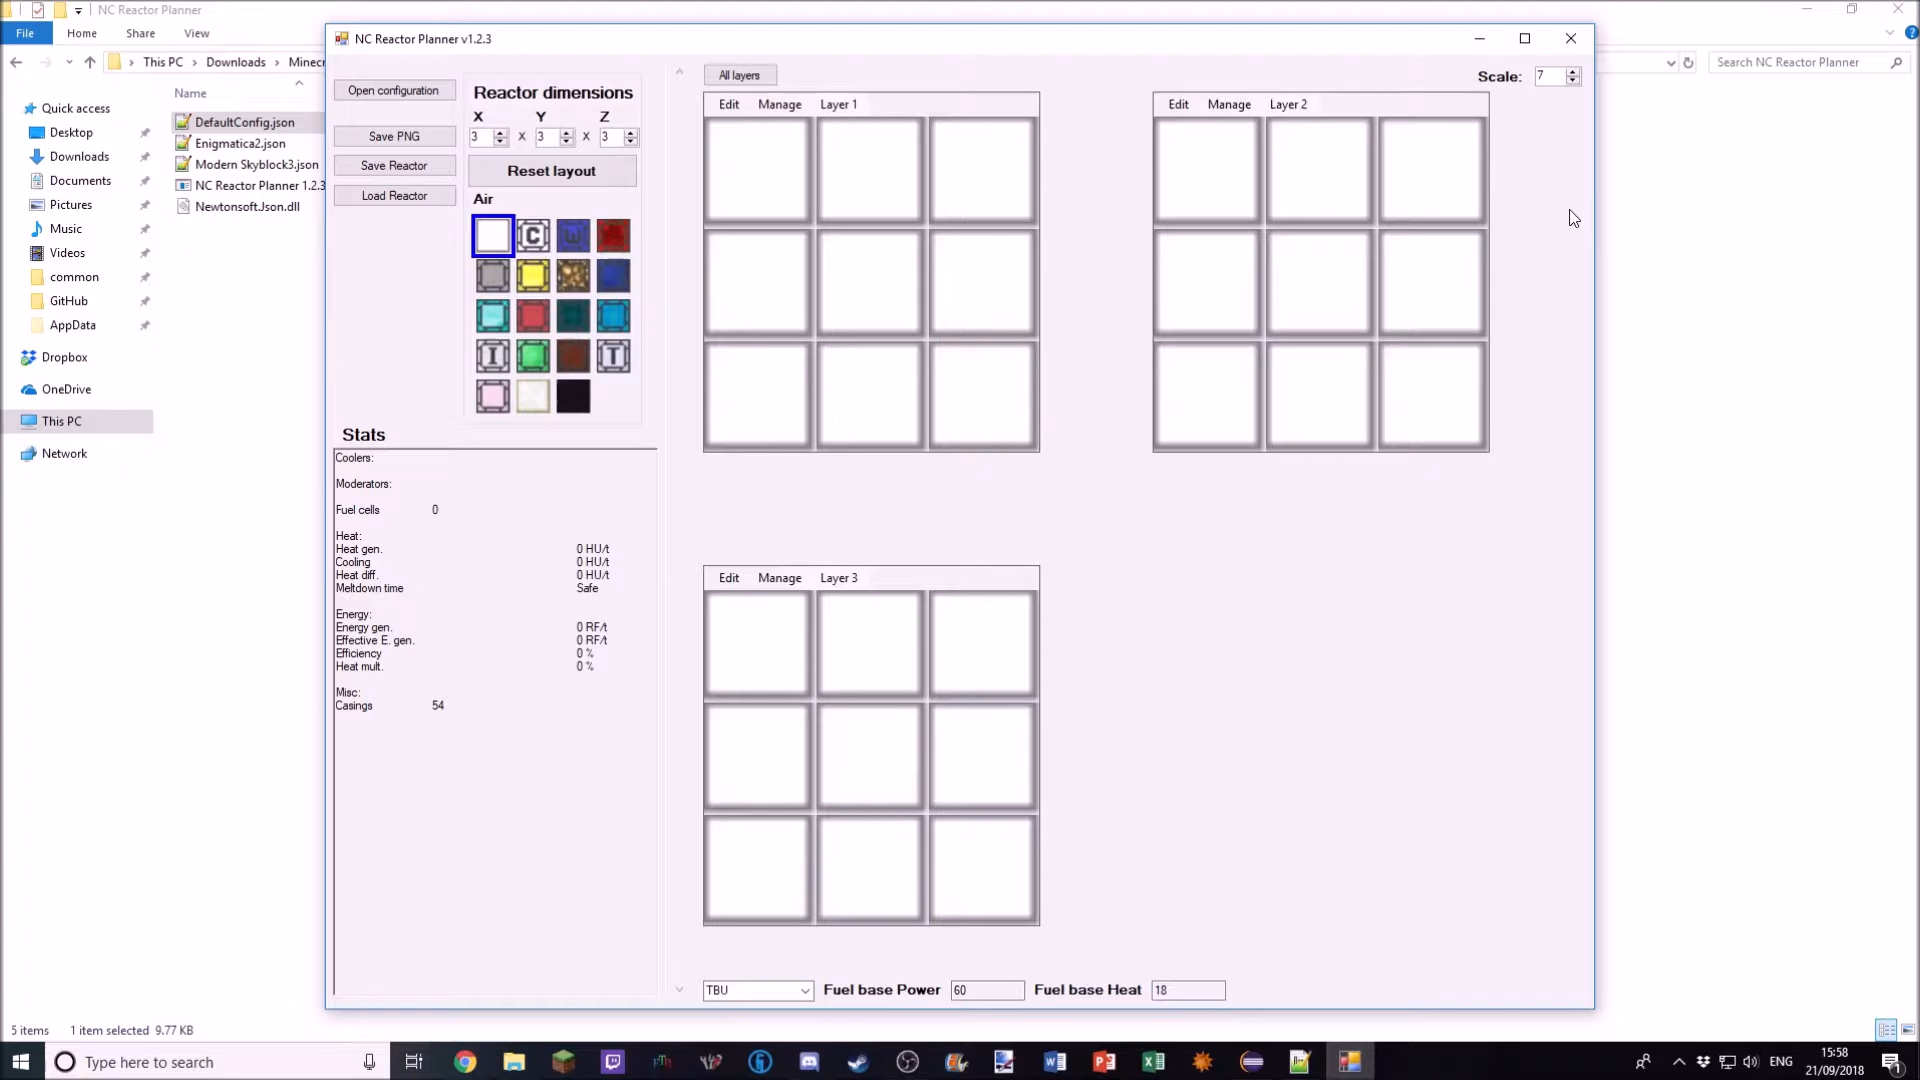 NC Reactor Planner
File
Home
Share
View
This PC
Downloads
Minecr
Search NC Reactor Planner
Quick access
Desktop
Downloads
Documents
Pictures
Music
Videos
common
GitHub
AppData
Dropbox
OneDrive
This PC
Network
Name
DefaultConfig.json
Enigmatica2.json
Modern Skyblock3.json
NC Reactor Planner 1.2.3
Newtonsoft.Json.dll
NC Reactor Planner v1.2.3
Open configuration
Save PNG
Save Reactor
Load Reactor
Reactor dimensions
X Y Z
3 X 3 X 3
Reset layout
Air
C
W
I
T
Stats
Coolers:
Moderators:
Fuel cells 0
Heat:
Heat gen. 0 HU/t
Cooling 0 HU/t
Heat diff. 0 HU/t
Meltdown time Safe
Energy:
Energy gen. 0 RF/t
Effective E. gen. 0 RF/t
Efficiency 0 %
Heat mult. 0 %
Misc:
Casings 54
All layers
Scale: 7
Edit Manage Layer 1
Edit Manage Layer 2
Edit Manage Layer 3
TBU Fuel base Power 60 Fuel base Heat 18
5 items 1 item selected 9.77 KB
Type here to search
ENG
15:58
21/09/2018